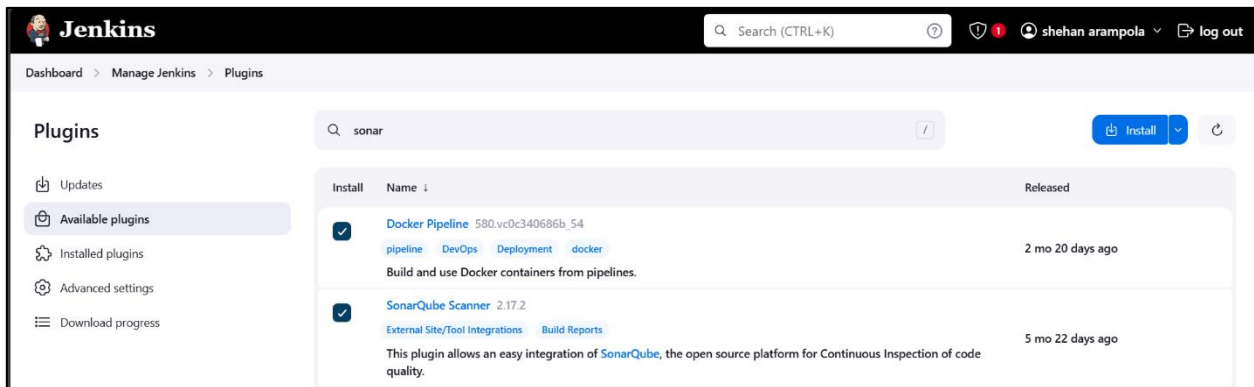 Jenkins
Search (CTRL+K)
?
1
shehan arampola
log out
Dashboard > Manage Jenkins > Plugins
Plugins
sonar
/
Install
Updates
Available plugins
Installed plugins
Advanced settings
Download progress
Install Name ↓ Released
Docker Pipeline 580.vc0c340686b_54
pipeline DevOps Deployment docker
Build and use Docker containers from pipelines.
2 mo 20 days ago
SonarQube Scanner 2.17.2
External Site/Tool Integrations Build Reports
This plugin allows an easy integration of SonarQube, the open source platform for Continuous Inspection of code
quality.
5 mo 22 days ago